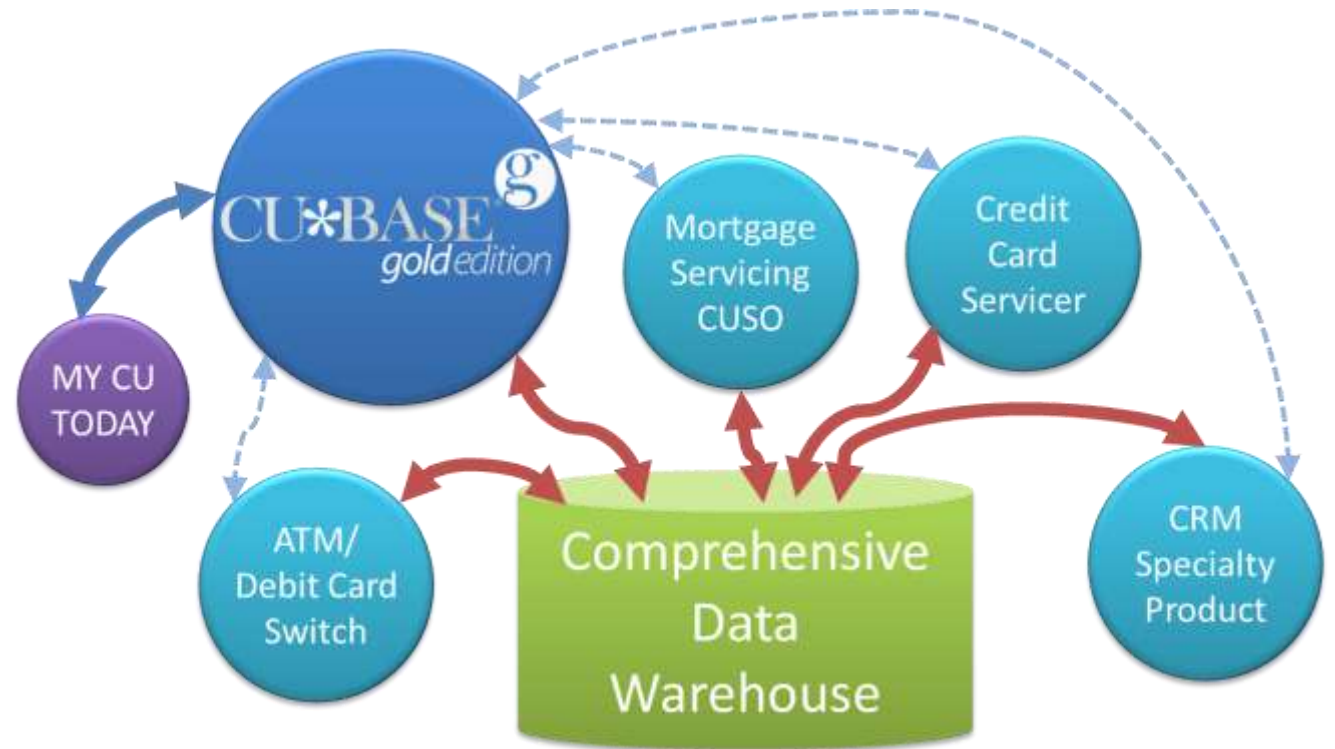 g
CU*BASE®
gold edition
Mortgage
Servicing
CUSO
Credit
Card
Servicer
MY CU
TODAY
ATM/
Debit Card
Switch
Comprehensive
Data
Warehouse
CRM
Specialty
Product